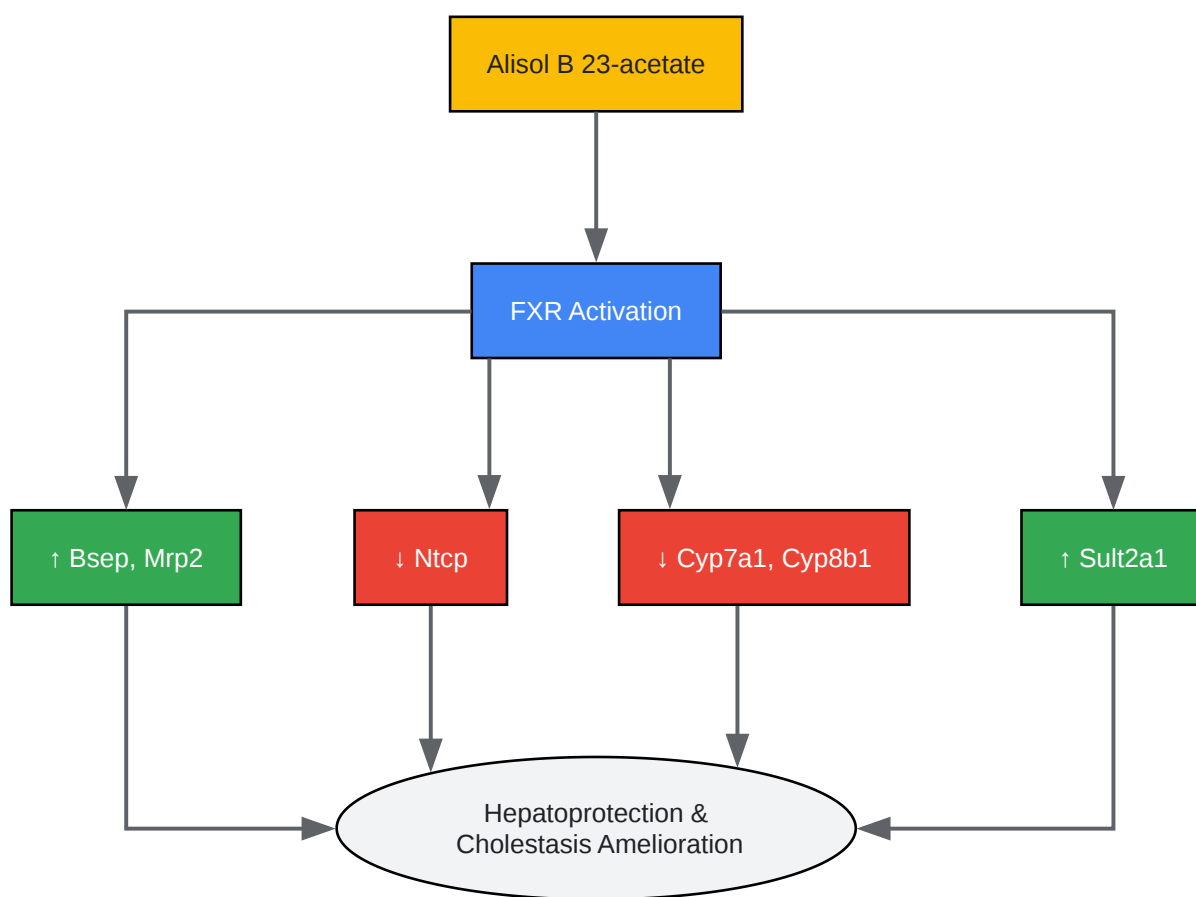 Alisol B 23-acetate
FXR Activation
↑ Bsep, Mrp2
↓ Ntcp
↓ Cyp7a1, Cyp8b1
↑ Sult2a1
Hepatoprotection &
Cholestasis Amelioration